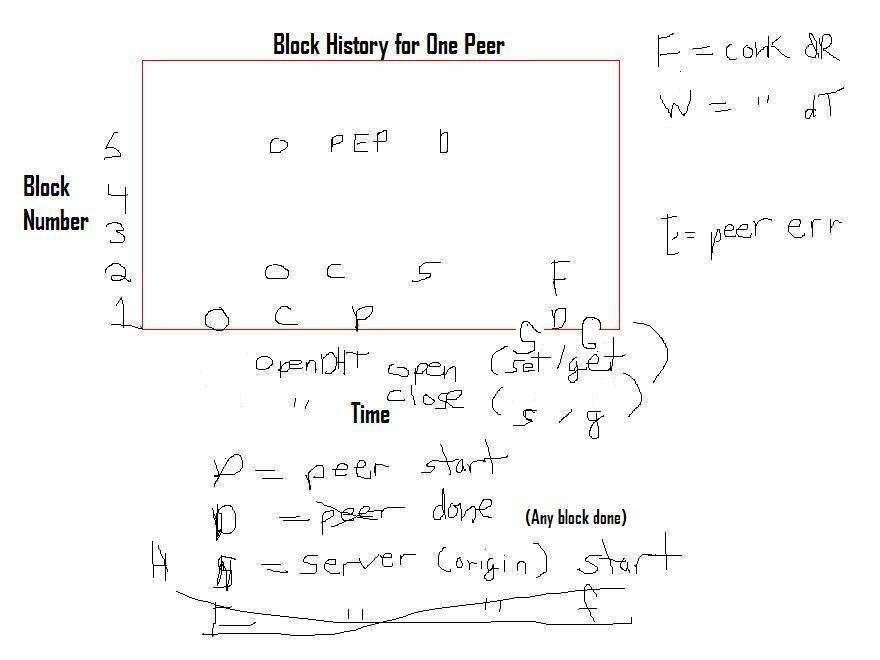 Block History for One Peer
F = conk dR
W = " dT
5 O PEP D
Block
Number
4
3
E = peer err
2 O C S F
1 O C P D
S G
OpenDHT open (set/get)
" close (s/g)
Time
P = peer start
D = peer done (Any block done)
H = server (origin) start
" " f